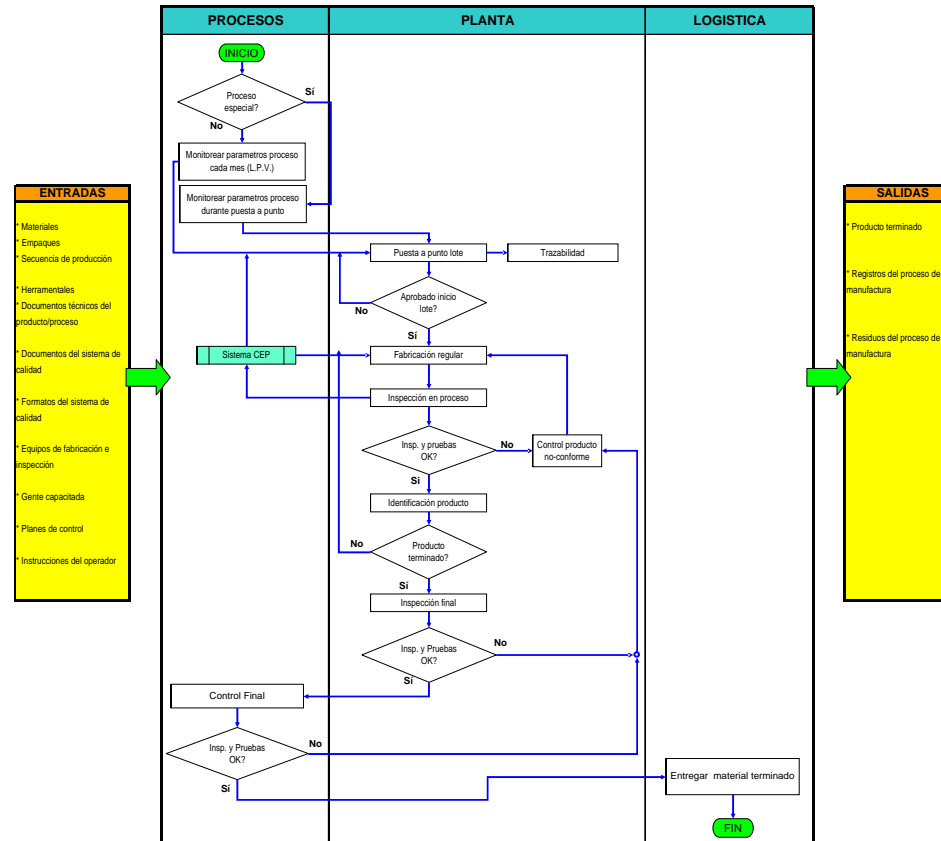 PROCESOS
PLANTA
LOGISTICA
INICIO
Proceso
especial?
Sí
No
Monitorear parametros proceso
cada mes (L.P.V.)
Monitorear parametros proceso
durante puesta a punto
Puesta a punto lote
Trazabilidad
Aprobado inicio
lote?
No
Sí
Sistema CEP
Fabricación regular
Inspección en proceso
Insp. y pruebas
OK?
No
Control producto
no-conforme
Si
Identificación producto
Producto
terminado?
No
Sí
Inspección final
Insp. y Pruebas
OK?
No
Si
Control Final
Insp. y Pruebas
OK?
No
Sí
Entregar material terminado
FIN
ENTRADAS
* Materiales
* Empaques
* Secuencia de producción
* Herramentales
* Documentos técnicos del
producto/proceso
* Documentos del sistema de
calidad
* Formatos del sistema de
calidad
* Equipos de fabricación e
inspección
* Gente capacitada
* Planes de control
* Instrucciones del operador
SALIDAS
* Producto terminado
* Registros del proceso de
manufactura
* Residuos del proceso de
manufactura